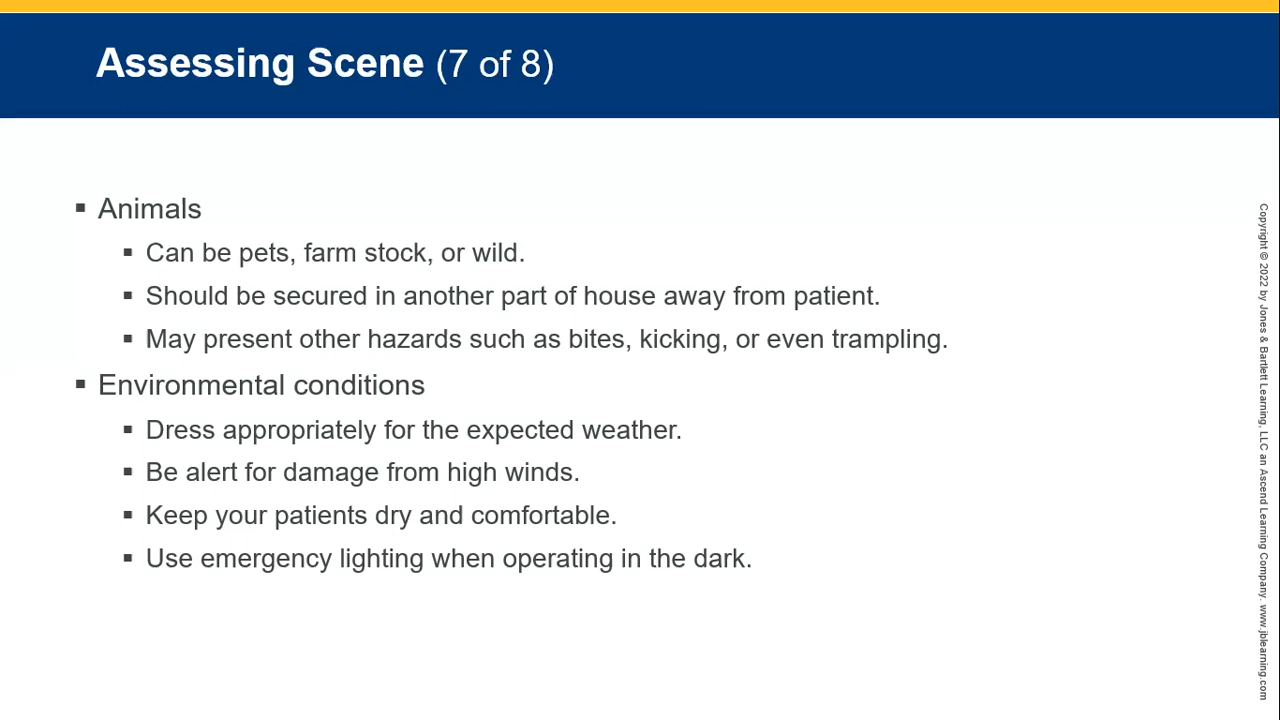 Assessing Scene (7 of 8)
▪ Animals
▪ Can be pets, farm stock, or wild.
▪ Should be secured in another part of house away from patient.
▪ May present other hazards such as bites, kicking, or even trampling.
▪ Environmental conditions
▪ Dress appropriately for the expected weather.
▪ Be alert for damage from high winds.
▪ Keep your patients dry and comfortable.
▪ Use emergency lighting when operating in the dark.
Copyright © 2022 by Jones & Bartlett Learning, LLC an Ascend Learning Company. www.jblearning.com